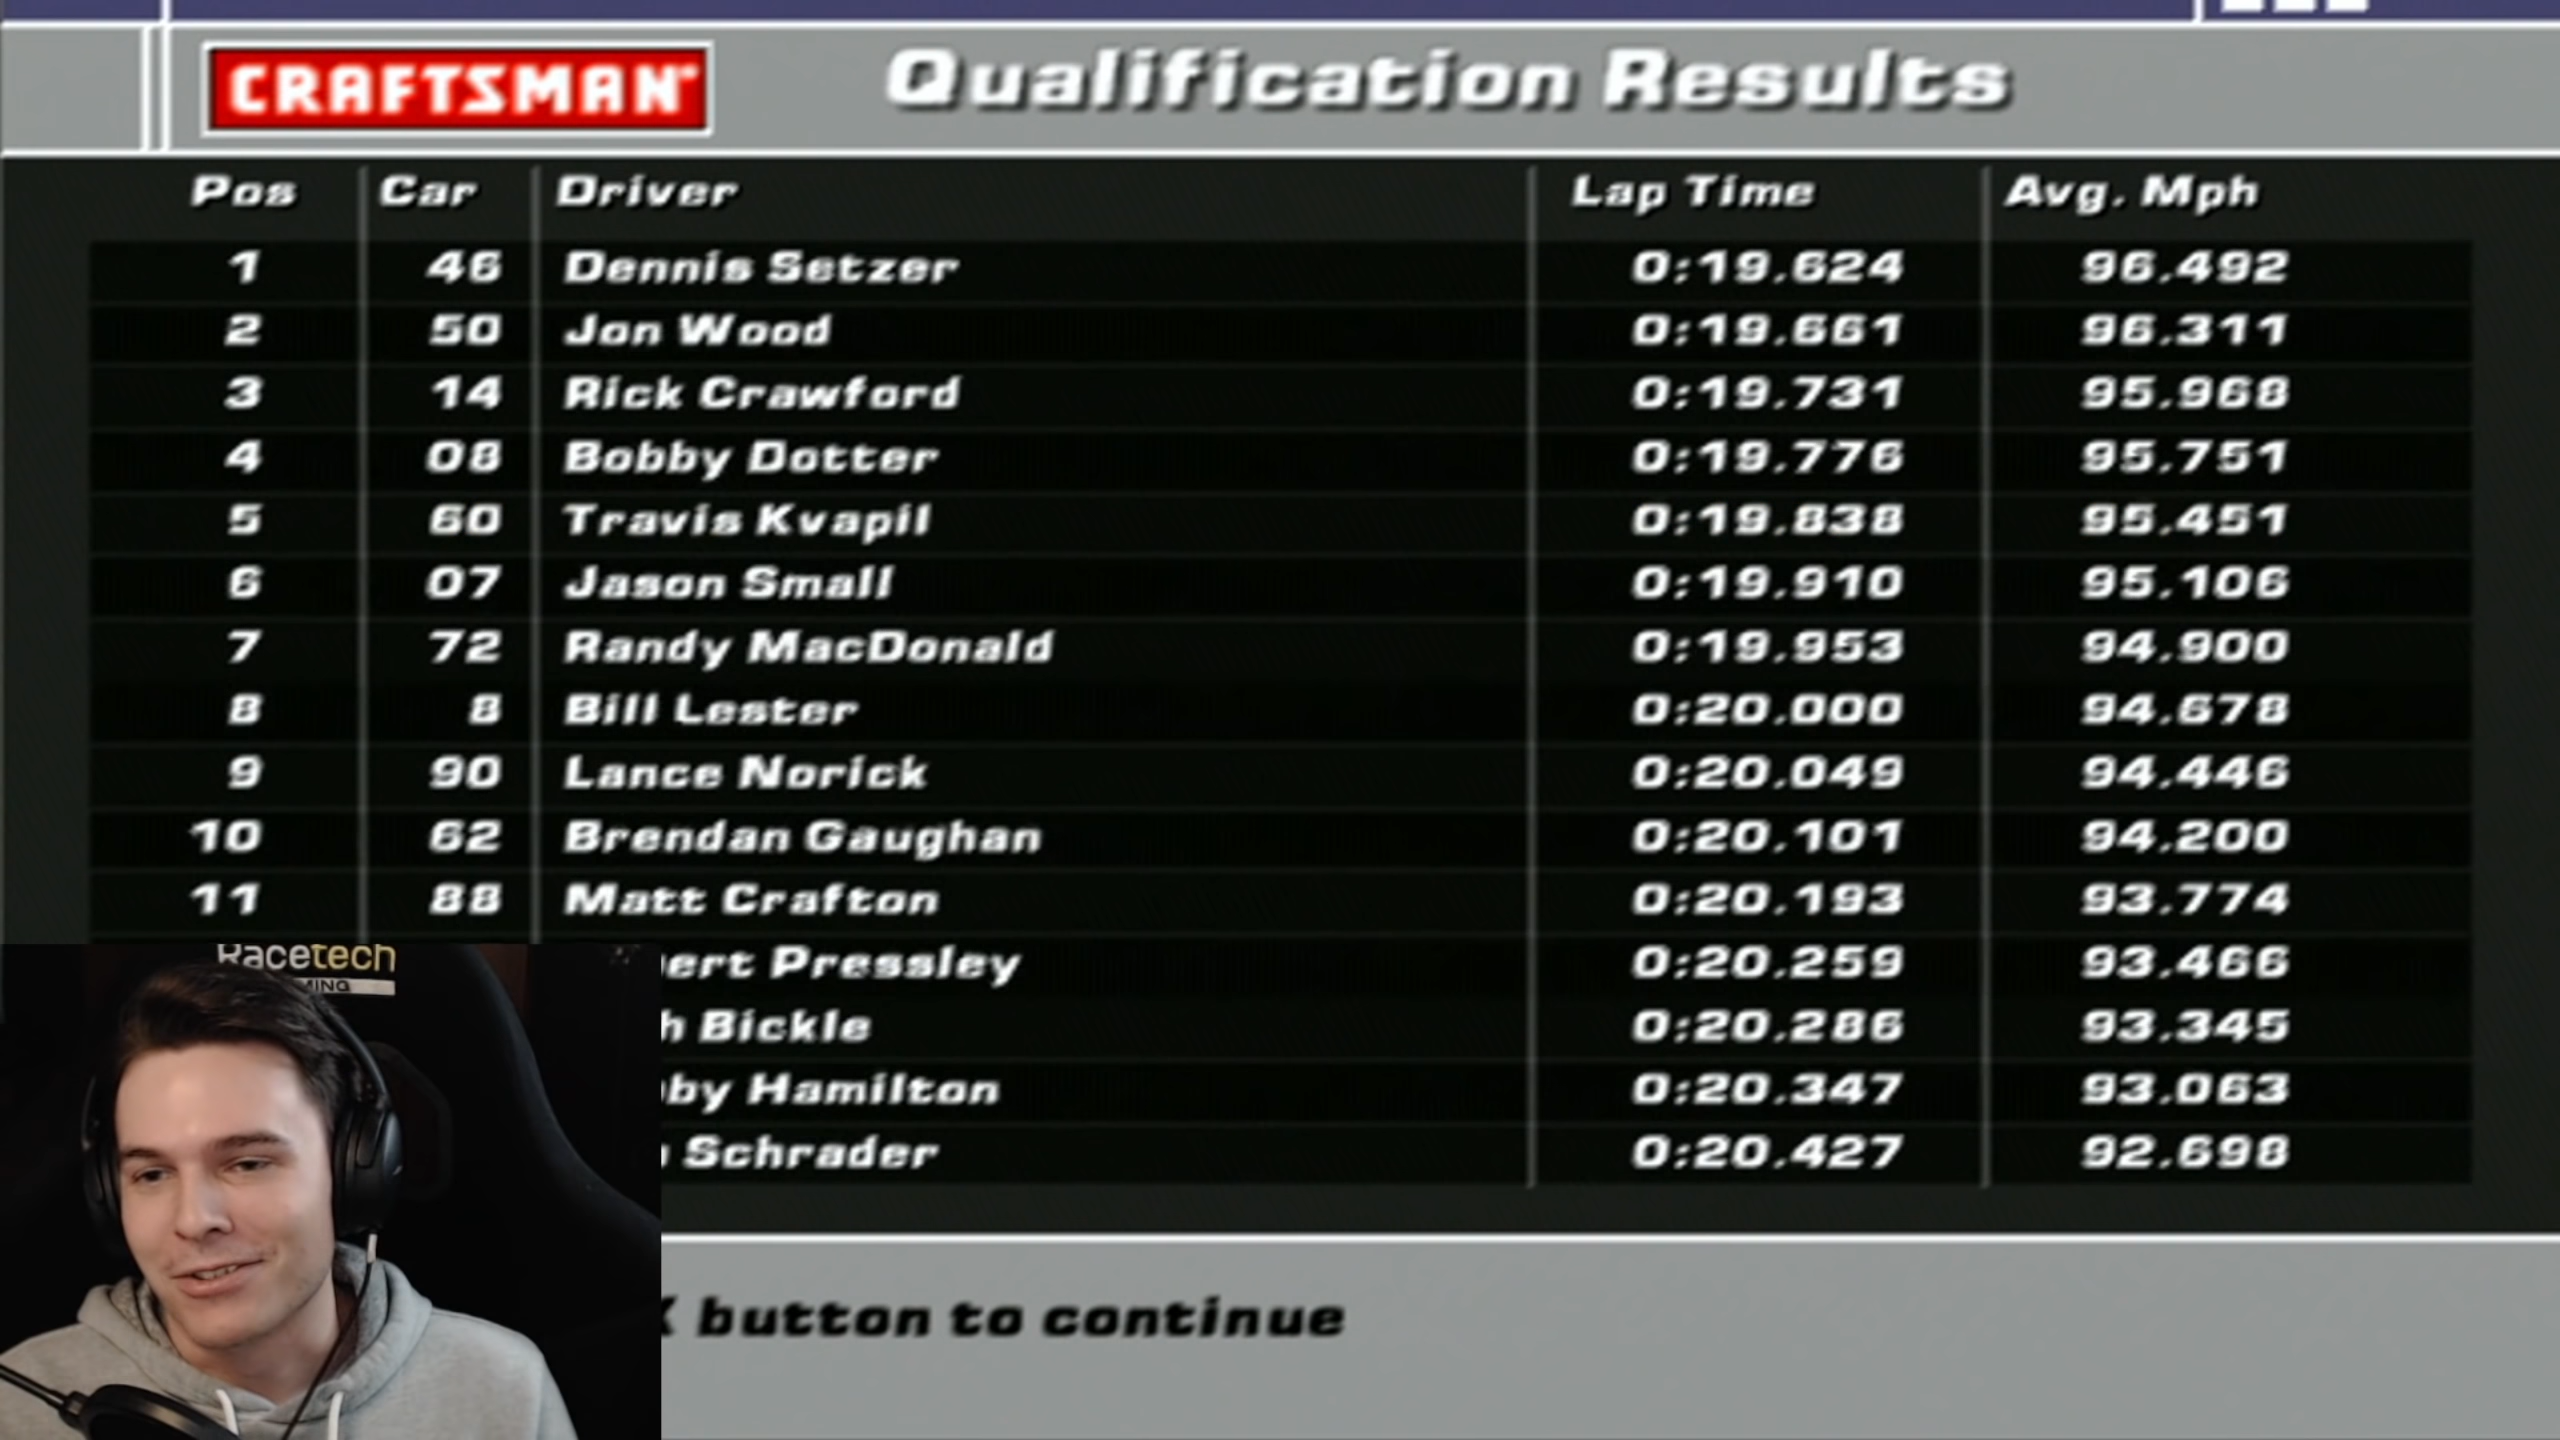 CRAFTSMAN
Qualification Results
Pos Car Driver Lap Time Avg. Mph
1 46 Dennis Setzer 0:19.624 96.492
2 50 Jon Wood 0:19.661 96.311
3 14 Rick Crawford 0:19.731 95.968
4 08 Bobby Dotter 0:19.776 95.751
5 60 Travis Kvapil 0:19.838 95.451
6 07 Jason Small 0:19.910 95.106
7 72 Randy MacDonald 0:19.953 94.900
8 8 Bill Lester 0:20.000 94.678
9 90 Lance Norick 0:20.049 94.446
10 62 Brendan Gaughan 0:20.101 94.200
11 88 Matt Crafton 0:20.193 93.774
Pressley 0:20.259 93.466
Bickle 0:20.286 93.345
Hamilton 0:20.347 93.063
Schrader 0:20.427 92.698
Racetech
button to continue